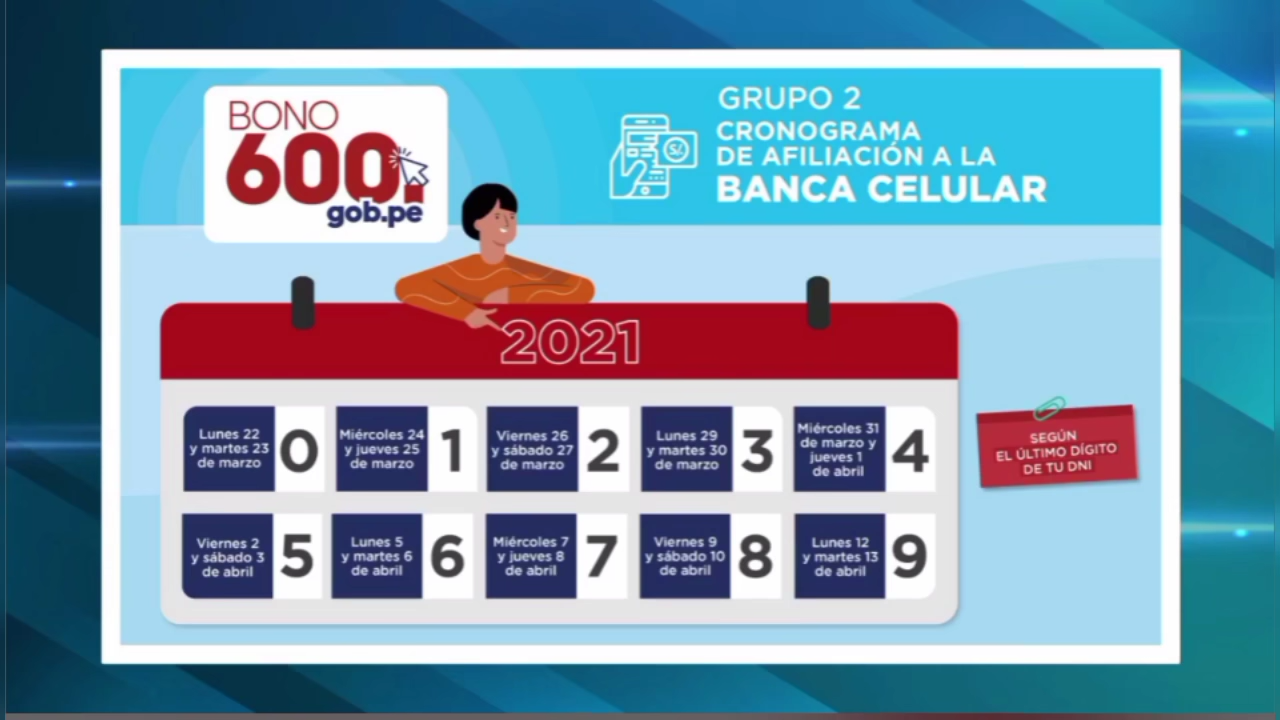 BONO
600
gob.pe
GRUPO 2
CRONOGRAMA
DE AFILIACIÓN A LA
BANCA CELULAR
S/.
2021
Lunes 22
y martes 23
de marzo
0
Miércoles 24
y jueves 25
de marzo
1
Viernes 26
y sábado 27
de marzo
2
Lunes 29
y martes 30
de marzo
3
Miércoles 31
de marzo y
jueves 1
de abril
4
SEGÚN
EL ÚLTIMO DÍGITO
DE TU DNI
Viernes 2
y sábado 3
de abril
5
Lunes 5
y martes 6
de abril
6
Miércoles 7
y jueves 8
de abril
7
Viernes 9
y sábado 10
de abril
8
Lunes 12
y martes 13
de abril
9